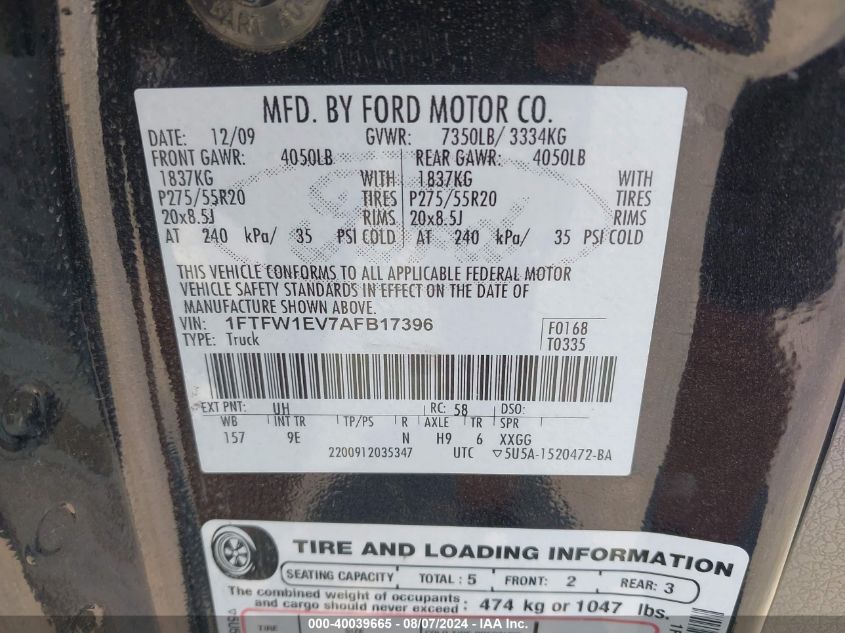 MFD. BY FORD MOTOR CO.
DATE: 12/09 GVWR: 7350LB/ 3334KG
FRONT GAWR: 4050LB REAR GAWR: 4050LB
1837KG WITH 1837KG WITH
P275/55R20 TIRES P275/55R20 TIRES
20x8.5J RIMS 20x8.5J RIMS
AT 240 kPa/ 35 PSI COLD AT 240 kPa/ 35 PSI COLD
THIS VEHICLE CONFORMS TO ALL APPLICABLE FEDERAL MOTOR
VEHICLE SAFETY STANDARDS IN EFFECT ON THE DATE OF
MANUFACTURE SHOWN ABOVE.
VIN: 1FTFW1EV7AFB17396 F0168
TYPE: Truck T0335
EXT PNT: UH RC: 58 DSO:
WB INT TR TP/PS R AXLE TR SPR
157 9E N H9 6 XXGG
2200912035347 UTC ▽5U5A-1520472-BA
TIRE AND LOADING INFORMATION
SEATING CAPACITY TOTAL : 5 FRONT: 2 REAR: 3
The combined weight of occupants
and cargo should never exceed : 474 kg or 1047 lbs.
TIRE SIZE
000-40039665 - 08/07/2024 - IAA Inc.